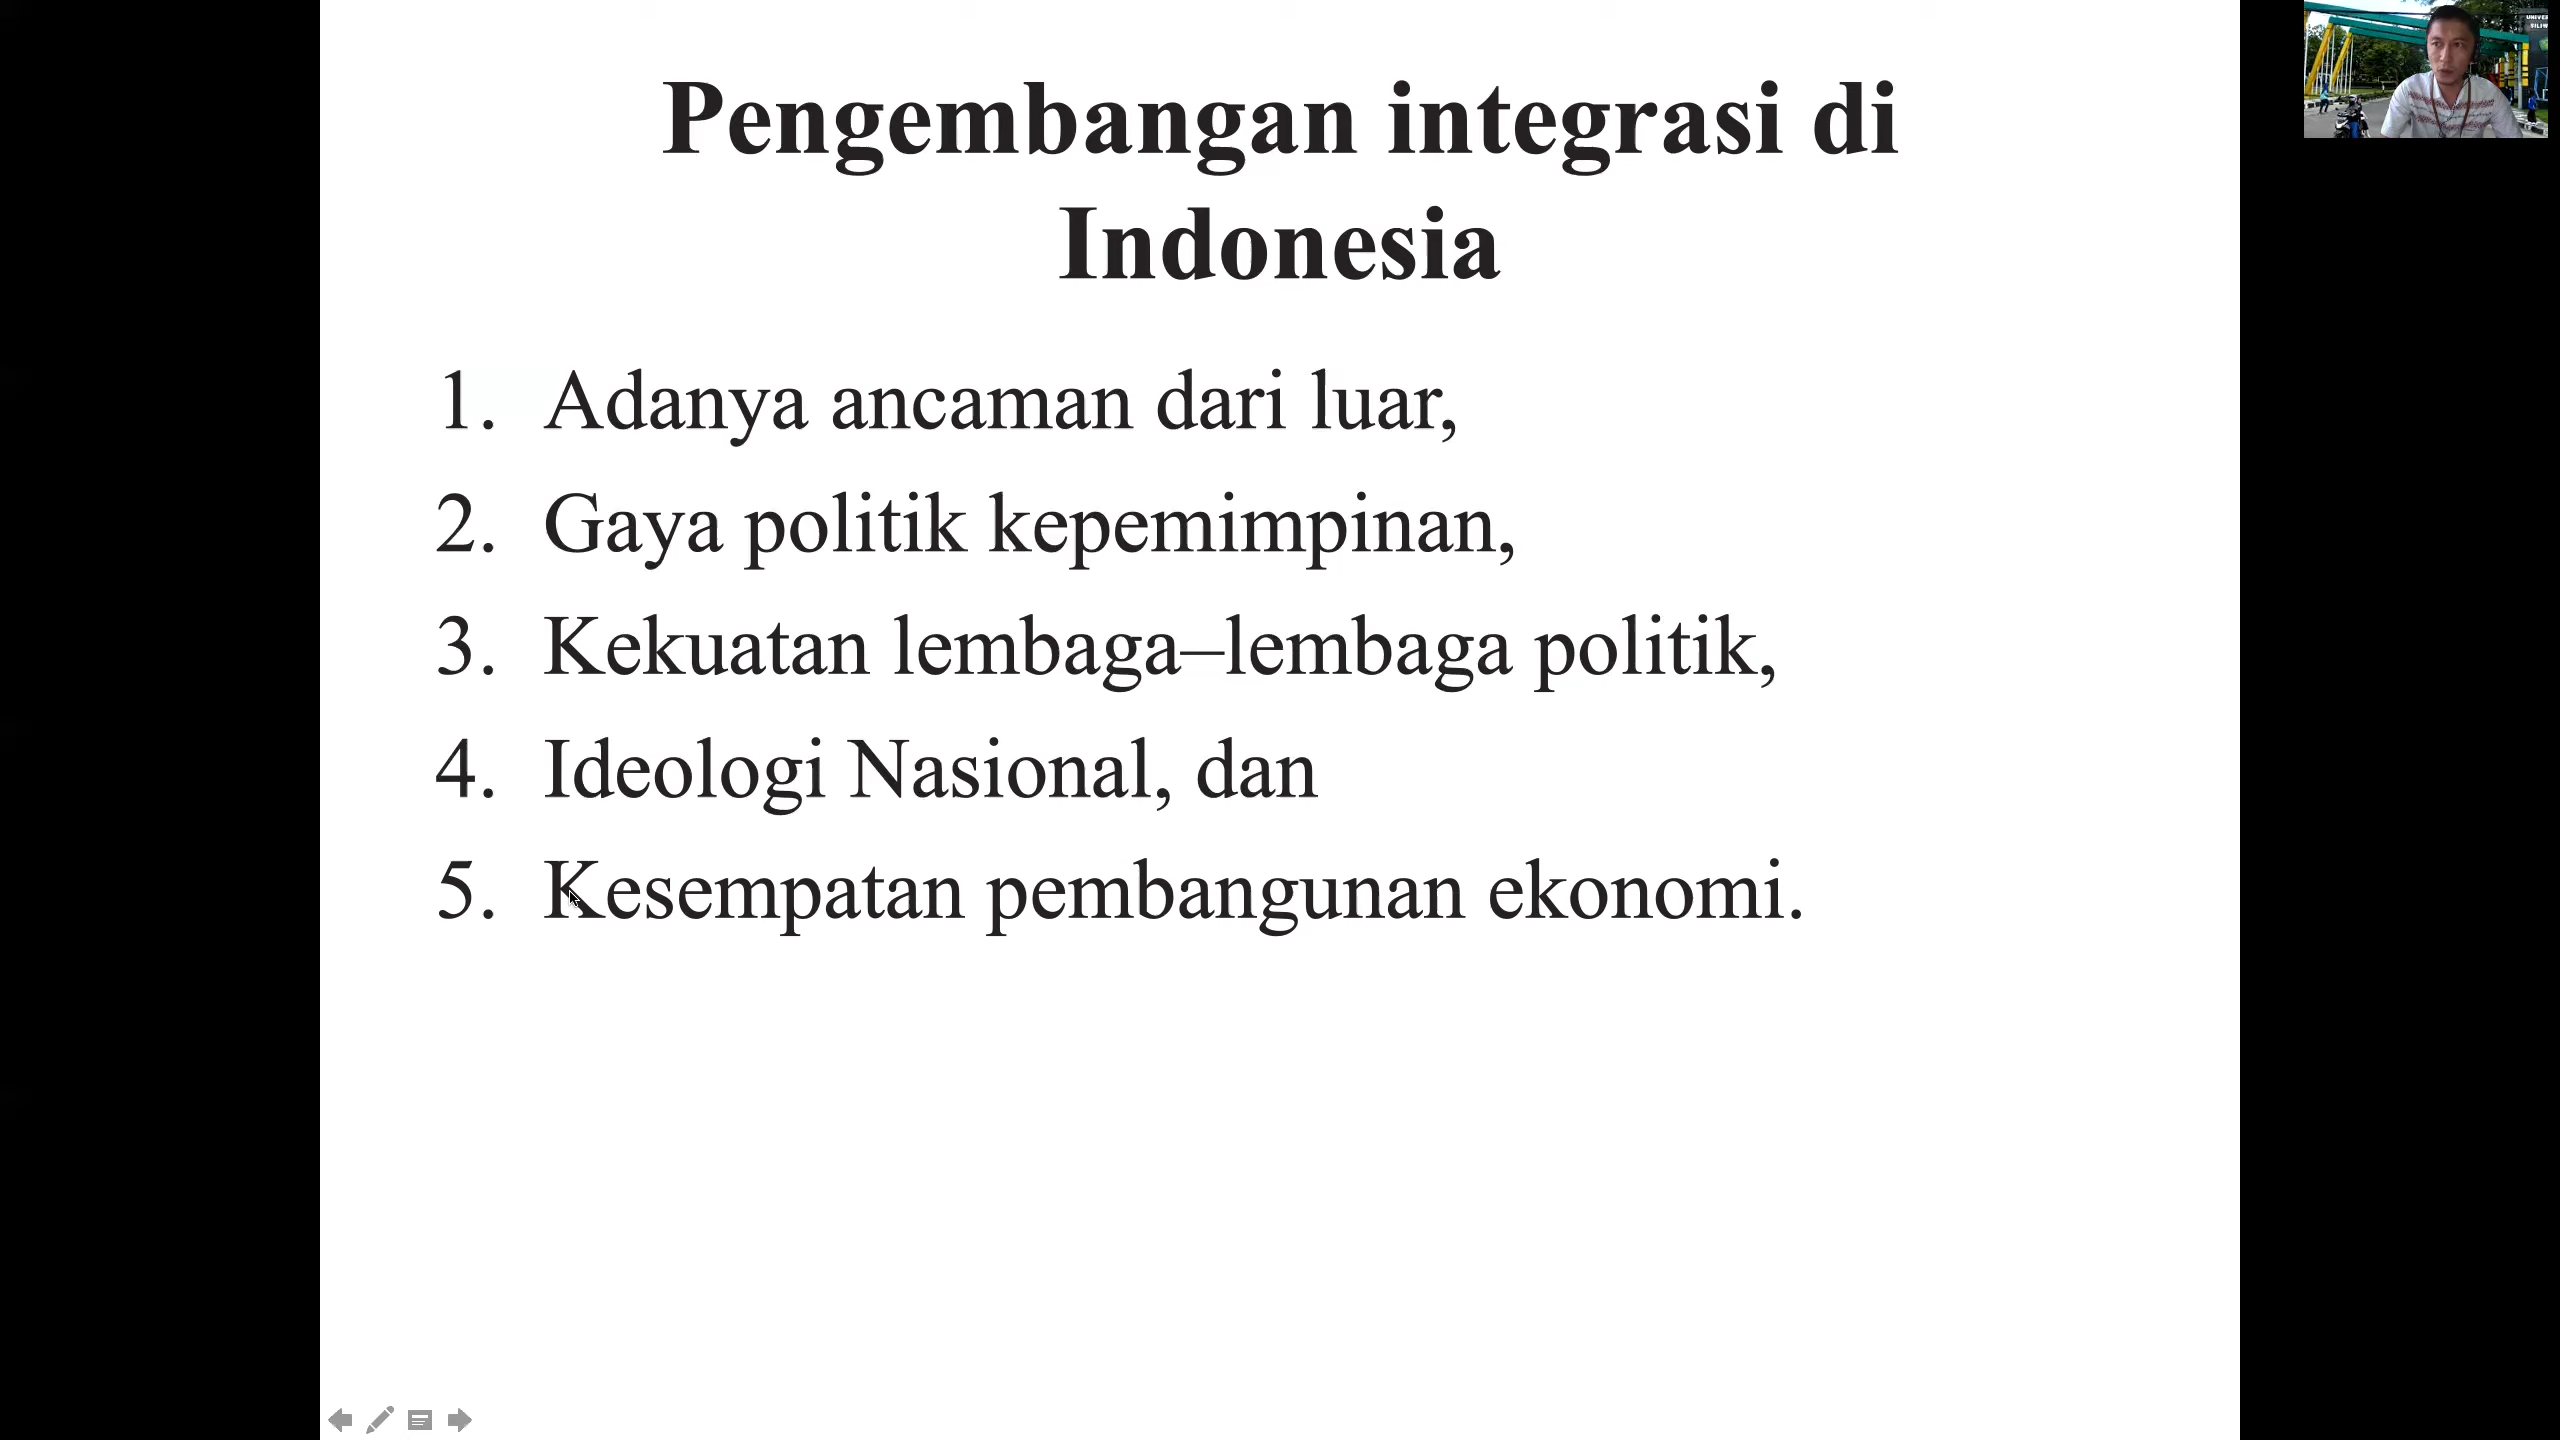 Pengembangan integrasi di
Indonesia
1. Adanya ancaman dari luar,
2. Gaya politik kepemimpinan,
3. Kekuatan lembaga–lembaga politik,
4. Ideologi Nasional, dan
5. Kesempatan pembangunan ekonomi.